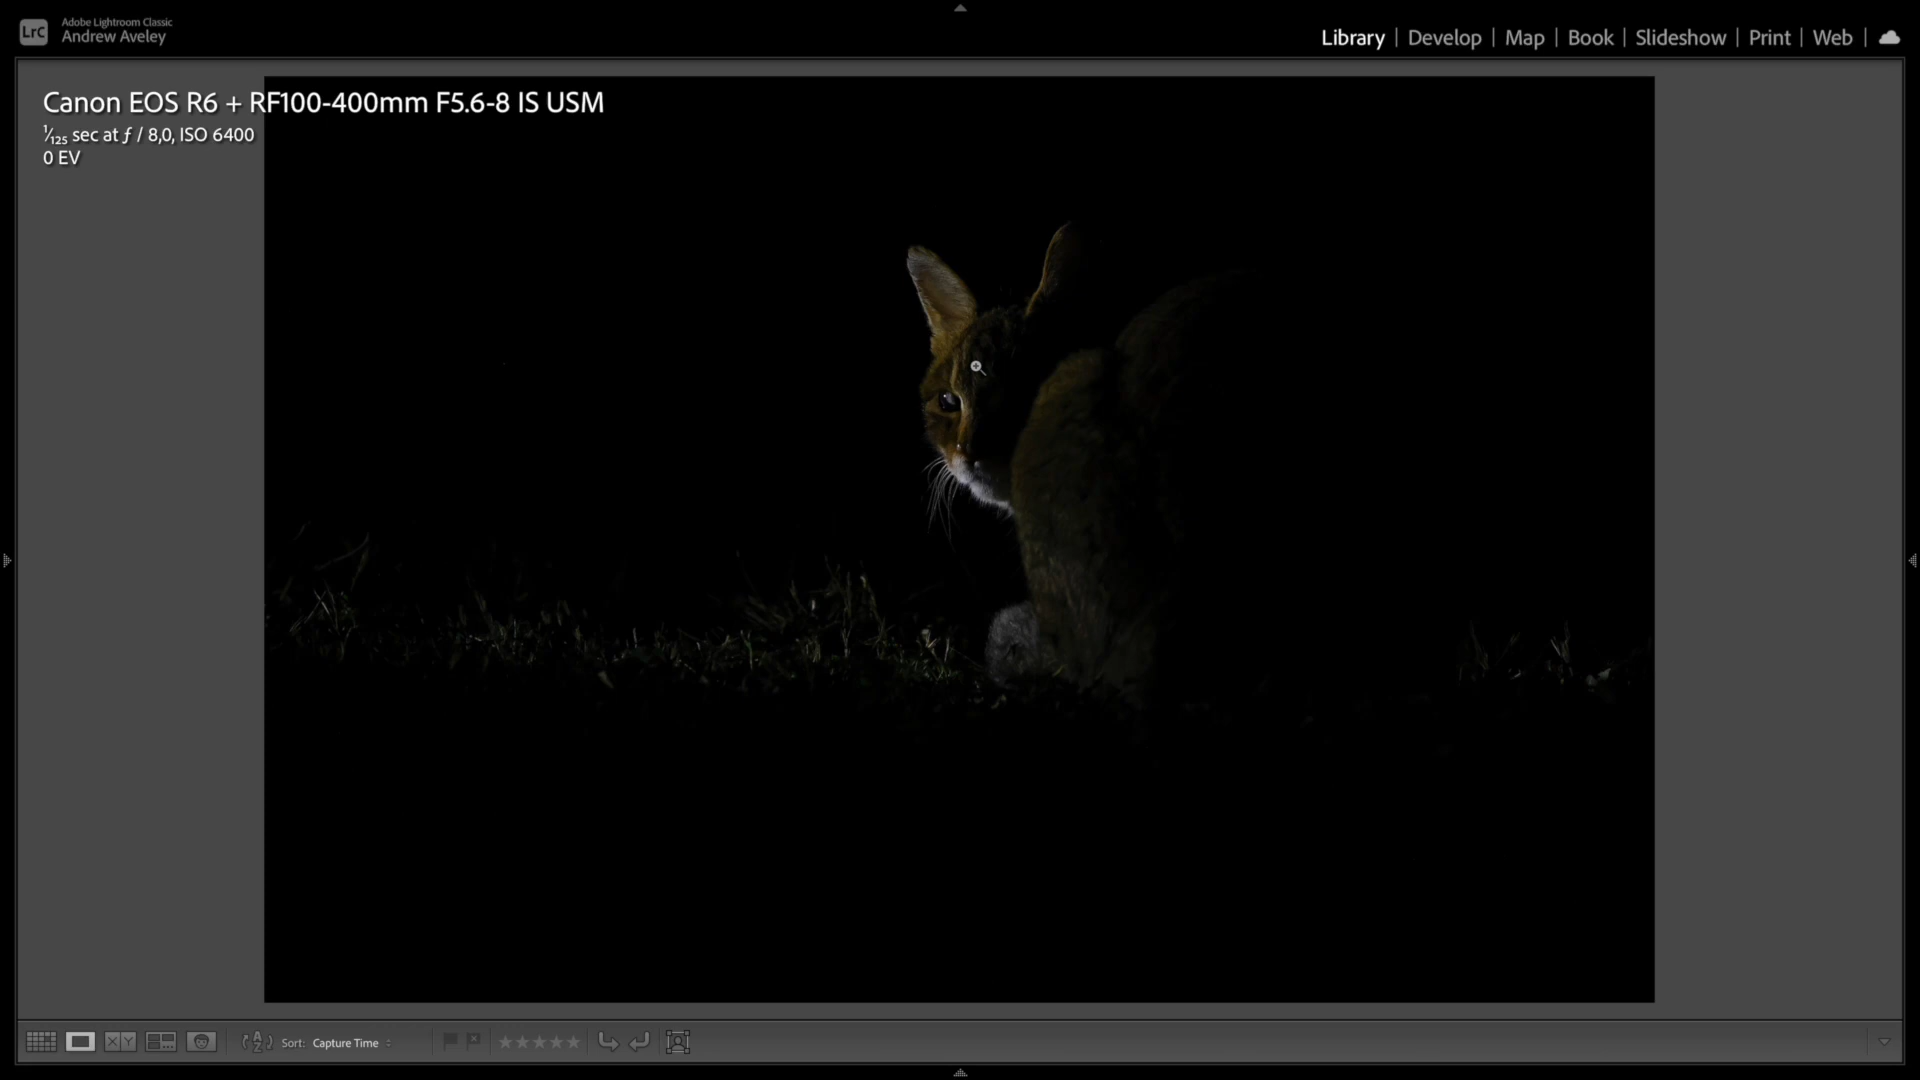 LrC
Adobe Lightroom Classic
Andrew Aveley
Library | Develop | Map | Book | Slideshow | Print | Web |
Canon EOS R6 + RF100-400mm F5.6-8 IS USM
1/125 sec at ƒ / 8,0, ISO 6400
0 EV
X Y
A Z Sort: Capture Time